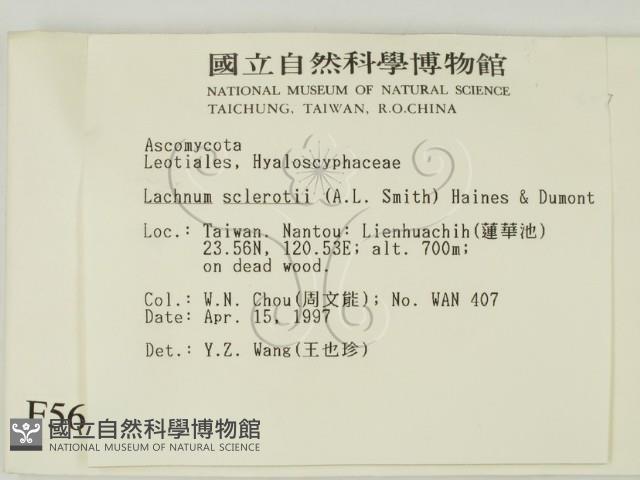 國立自然科學博物館
NATIONAL MUSEUM OF NATURAL SCIENCE
TAICHUNG, TAIWAN, R.O.CHINA
Ascomycota
Leotiales, Hyaloscyphaceae
Lachnum sclerotii (A.L. Smith) Haines & Dumont
Loc.: Taiwan. Nantou: Lienhuachih(蓮華池)
23.56N, 120.53E; alt. 700m;
on dead wood.
Col.: W.N. Chou(周文能); No. WAN 407
Date: Apr. 15, 1997
Det.: Y.Z. Wang(王也珍)
F56
國立自然科學博物館
NATIONAL MUSEUM OF NATURAL SCIENCE